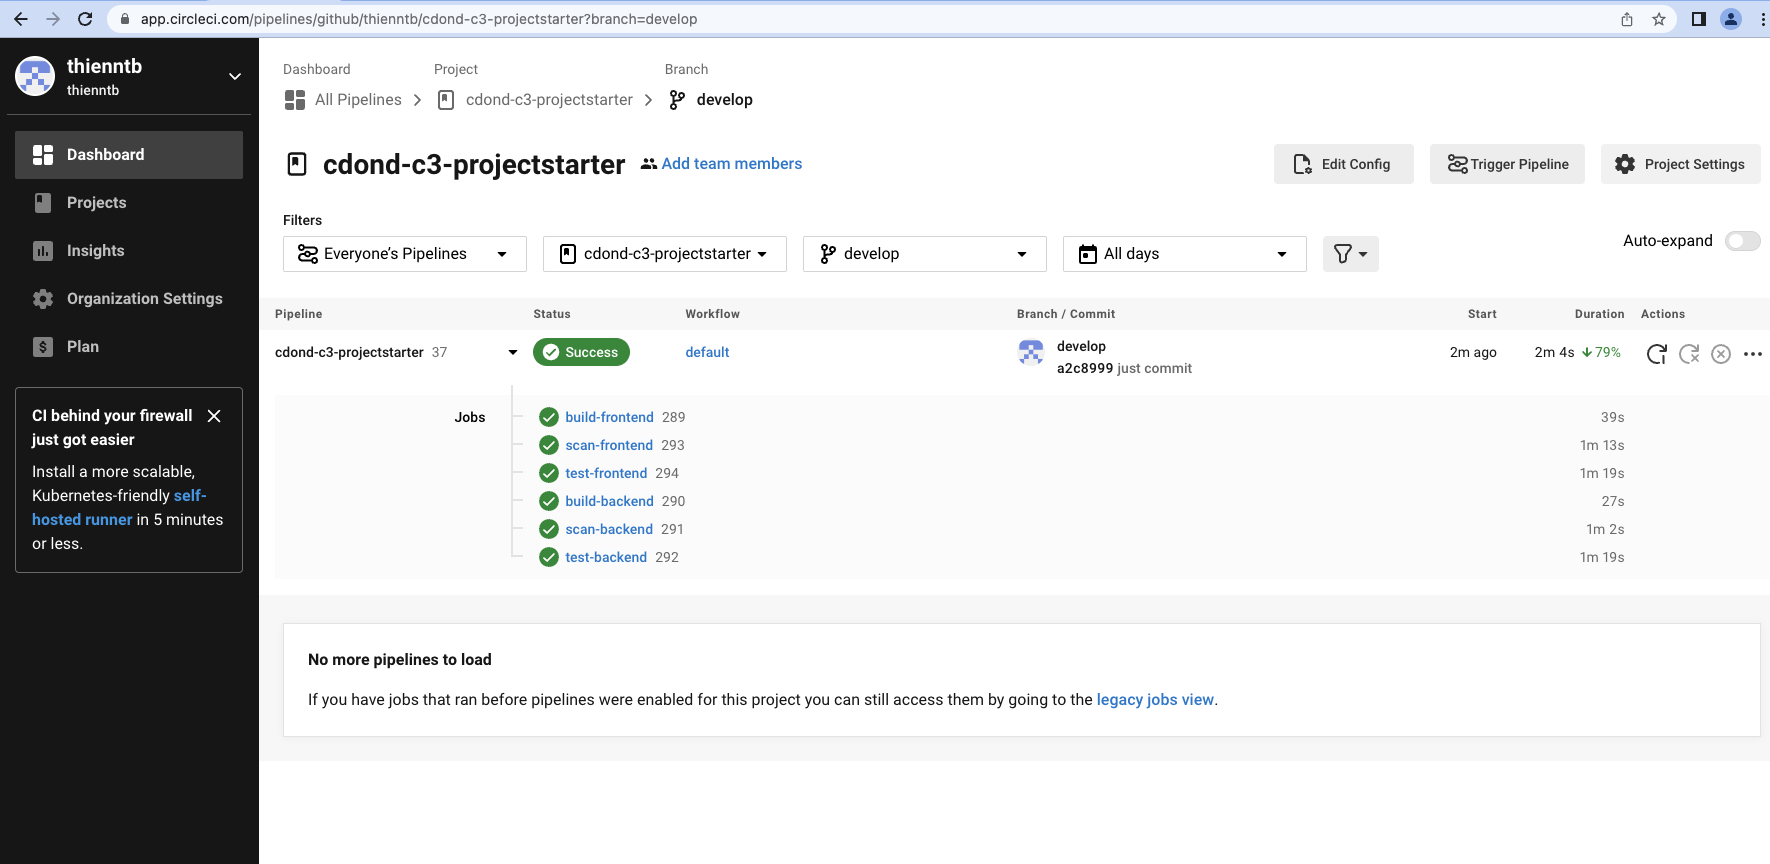 app.circleci.com/pipelines/github/thienntb/cdond-c3-projectstarter?branch=develop
thienntb
thienntb
Dashboard
Projects
Insights
Organization Settings
Plan
CI behind your firewall
just got easier
Install a more scalable,
Kubernetes-friendly self-
hosted runner in 5 minutes
or less.
Dashboard Project Branch
All Pipelines cdond-c3-projectstarter develop
cdond-c3-projectstarter Add team members Edit Config Trigger Pipeline Project Settings
Filters
Everyone’s Pipelines cdond-c3-projectstarter develop All days Auto-expand
Pipeline Status Workflow Branch / Commit Start Duration Actions
cdond-c3-projectstarter 37 Success default develop 2m ago 2m 4s 79%
a2c8999 just commit
Jobs build-frontend 289 39s
scan-frontend 293 1m 13s
test-frontend 294 1m 19s
build-backend 290 27s
scan-backend 291 1m 2s
test-backend 292 1m 19s
No more pipelines to load
If you have jobs that ran before pipelines were enabled for this project you can still access them by going to the legacy jobs view.